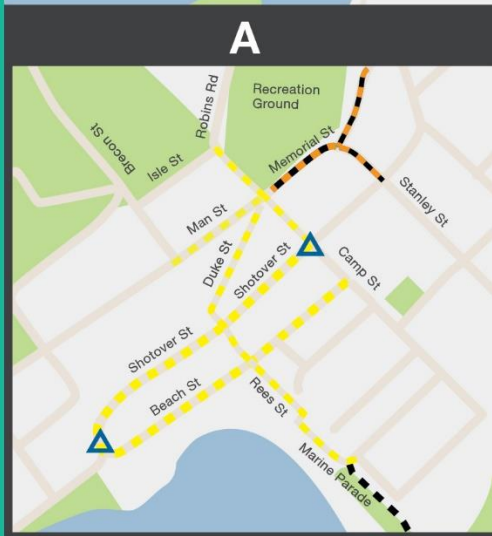 A
Robins Rd
Recreation
Ground
Brecon St
Isle St
Memorial St
Stanley St
Man St
Duke St
Shotover St
Camp St
Shotover St
Beach St
Rees St
Marine Parade